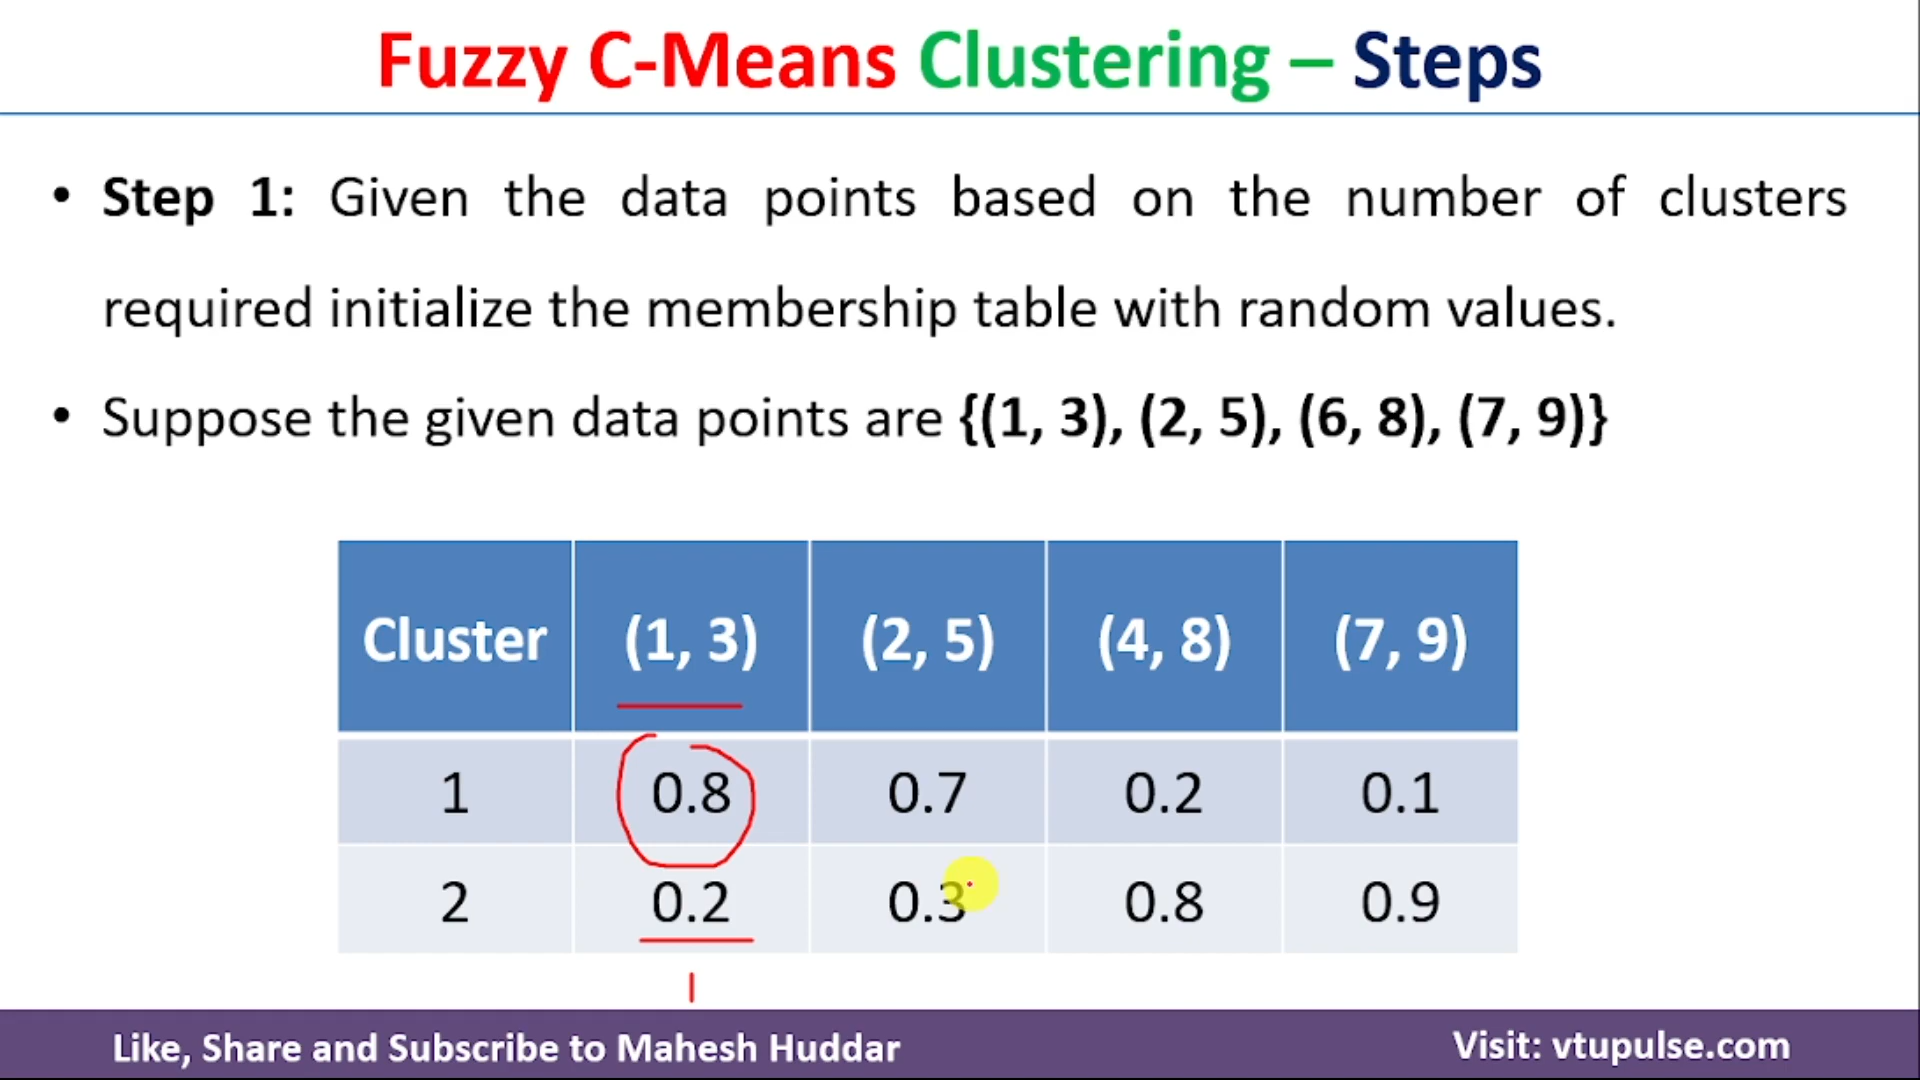 Fuzzy C-Means Clustering – Steps
• Step 1: Given the data points based on the number of clusters
required initialize the membership table with random values.
• Suppose the given data points are {(1, 3), (2, 5), (6, 8), (7, 9)}
Cluster (1, 3) (2, 5) (4, 8) (7, 9)
1 0.8 0.7 0.2 0.1
2 0.2 0.3 0.8 0.9
1
Like, Share and Subscribe to Mahesh Huddar Visit: vtupulse.com